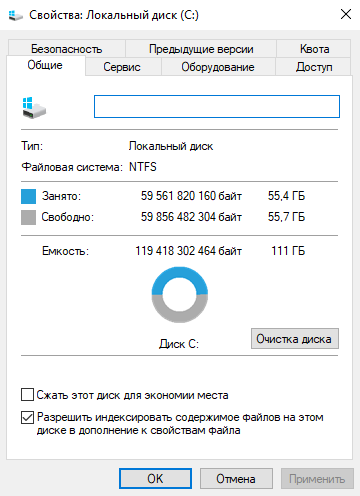 Свойства: Локальный диск (C:)
Безопасность Предыдущие версии Квота
Общие Сервис Оборудование Доступ
Тип: Локальный диск
Файловая система: NTFS
Занято: 59 561 820 160 байт 55,4 ГБ
Свободно: 59 856 482 304 байт 55,7 ГБ
Емкость: 119 418 302 464 байт 111 ГБ
Диск C:
Очистка диска
Сжать этот диск для экономии места
Разрешить индексировать содержимое файлов на этом
диске в дополнение к свойствам файла
OK Отмена Применить